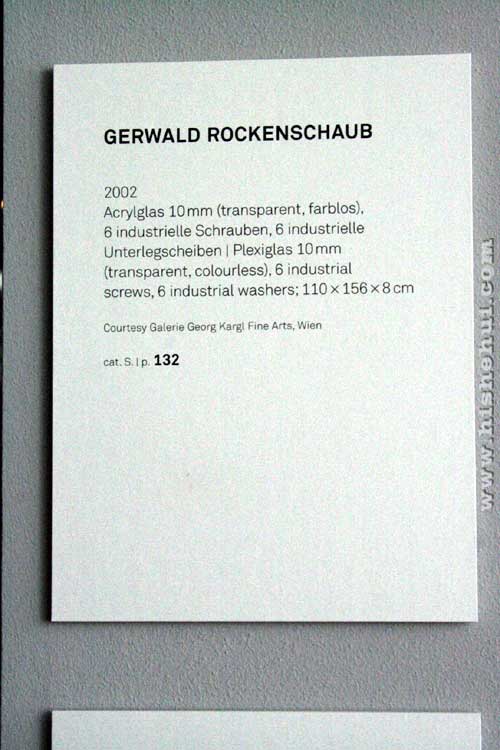 GERWALD ROCKENSCHAUB
2002
Acrylglas 10 mm (transparent, farblos),
6 industrielle Schrauben, 6 industrielle
Unterlegscheiben | Plexiglas 10 mm
(transparent, colourless), 6 industrial
screws, 6 industrial washers; 110 × 156 × 8 cm
Courtesy Galerie Georg Kargl Fine Arts, Wien
cat. S. | p. 132
www.hishehui.com